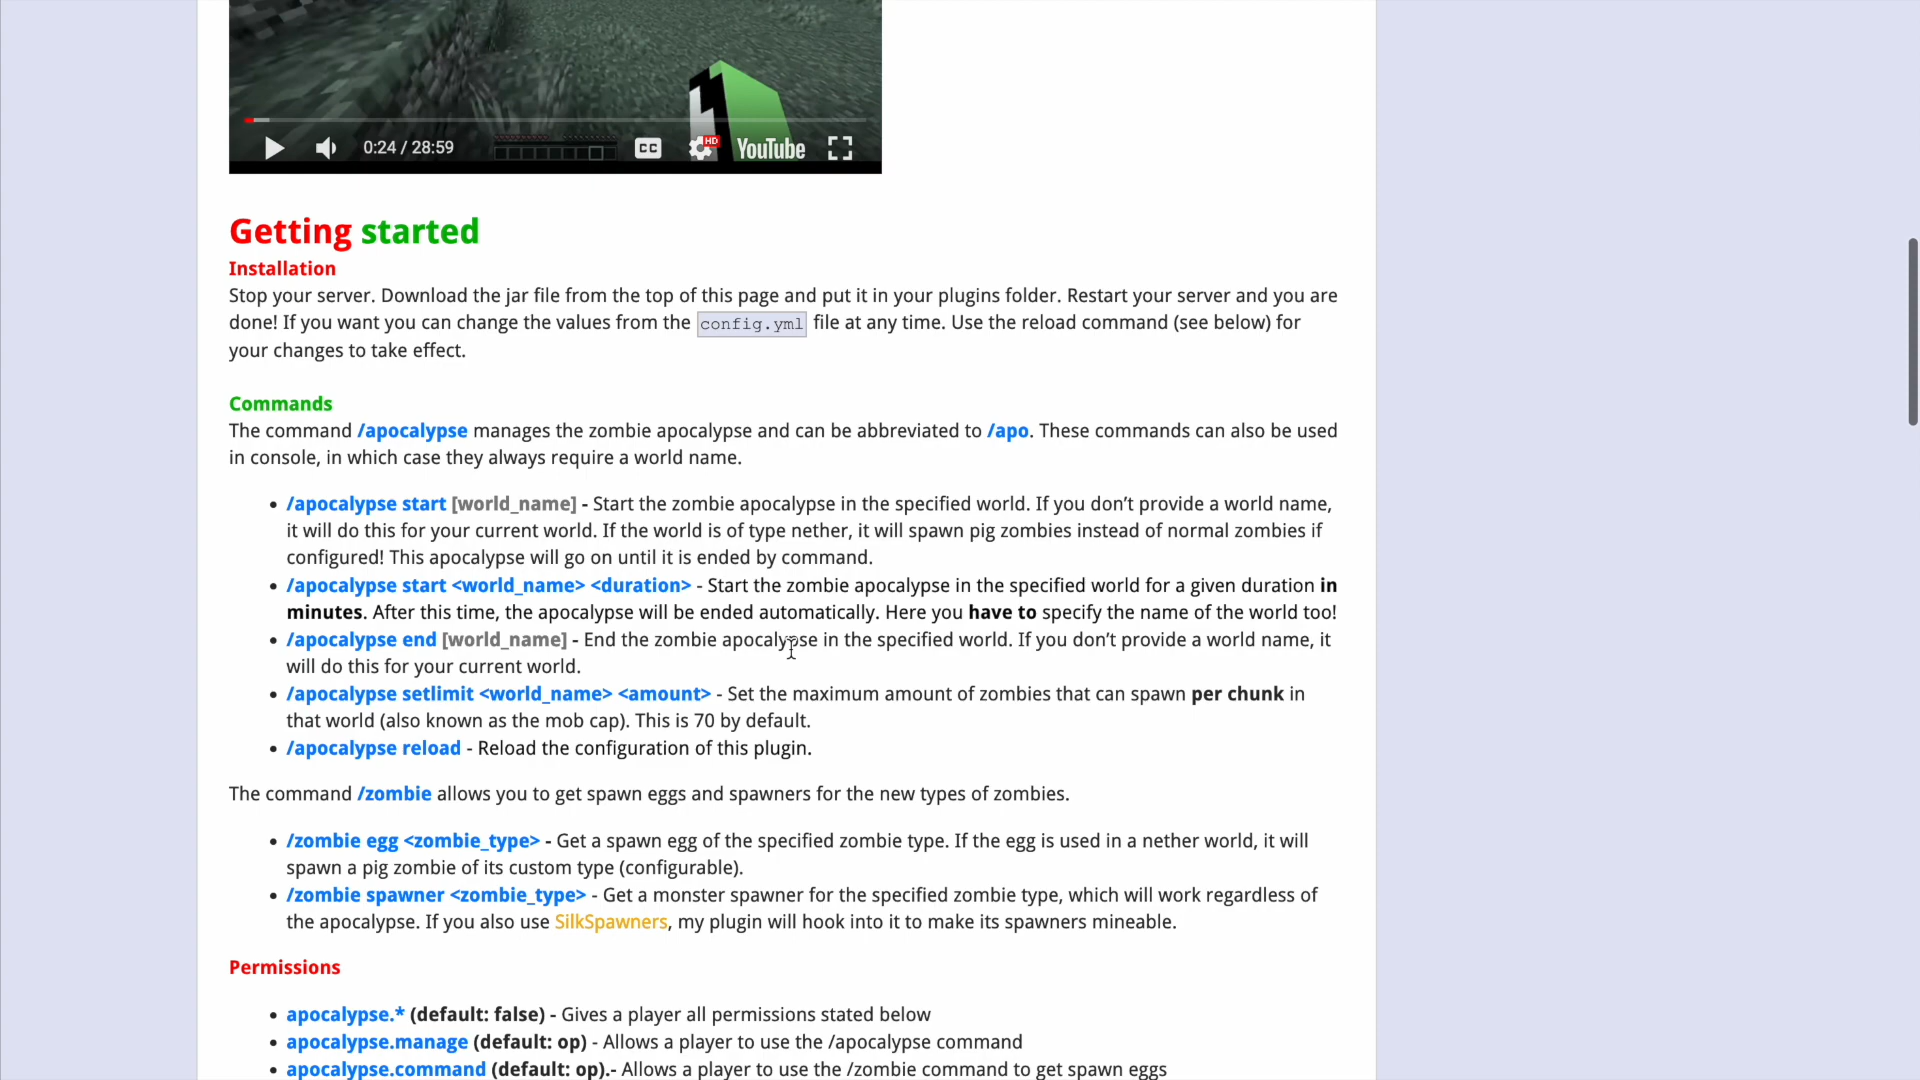 0:24 / 28:59
CC
HD
YouTube
Getting started
Installation
Stop your server. Download the jar file from the top of this page and put it in your plugins folder. Restart your server and you are
done! If you want you can change the values from the config.yml file at any time. Use the reload command (see below) for
your changes to take effect.
Commands
The command /apocalypse manages the zombie apocalypse and can be abbreviated to /apo. These commands can also be used
in console, in which case they always require a world name.
• /apocalypse start [world_name] - Start the zombie apocalypse in the specified world. If you don’t provide a world name,
it will do this for your current world. If the world is of type nether, it will spawn pig zombies instead of normal zombies if
configured! This apocalypse will go on until it is ended by command.
• /apocalypse start <world_name> <duration> - Start the zombie apocalypse in the specified world for a given duration in
minutes. After this time, the apocalypse will be ended automatically. Here you have to specify the name of the world too!
• /apocalypse end [world_name] - End the zombie apocalypse in the specified world. If you don’t provide a world name, it
will do this for your current world.
• /apocalypse setlimit <world_name> <amount> - Set the maximum amount of zombies that can spawn per chunk in
that world (also known as the mob cap). This is 70 by default.
• /apocalypse reload - Reload the configuration of this plugin.
The command /zombie allows you to get spawn eggs and spawners for the new types of zombies.
• /zombie egg <zombie_type> - Get a spawn egg of the specified zombie type. If the egg is used in a nether world, it will
spawn a pig zombie of its custom type (configurable).
• /zombie spawner <zombie_type> - Get a monster spawner for the specified zombie type, which will work regardless of
the apocalypse. If you also use SilkSpawners, my plugin will hook into it to make its spawners mineable.
Permissions
• apocalypse.* (default: false) - Gives a player all permissions stated below
• apocalypse.manage (default: op) - Allows a player to use the /apocalypse command
• apocalypse.command (default: op).- Allows a player to use the /zombie command to get spawn eggs